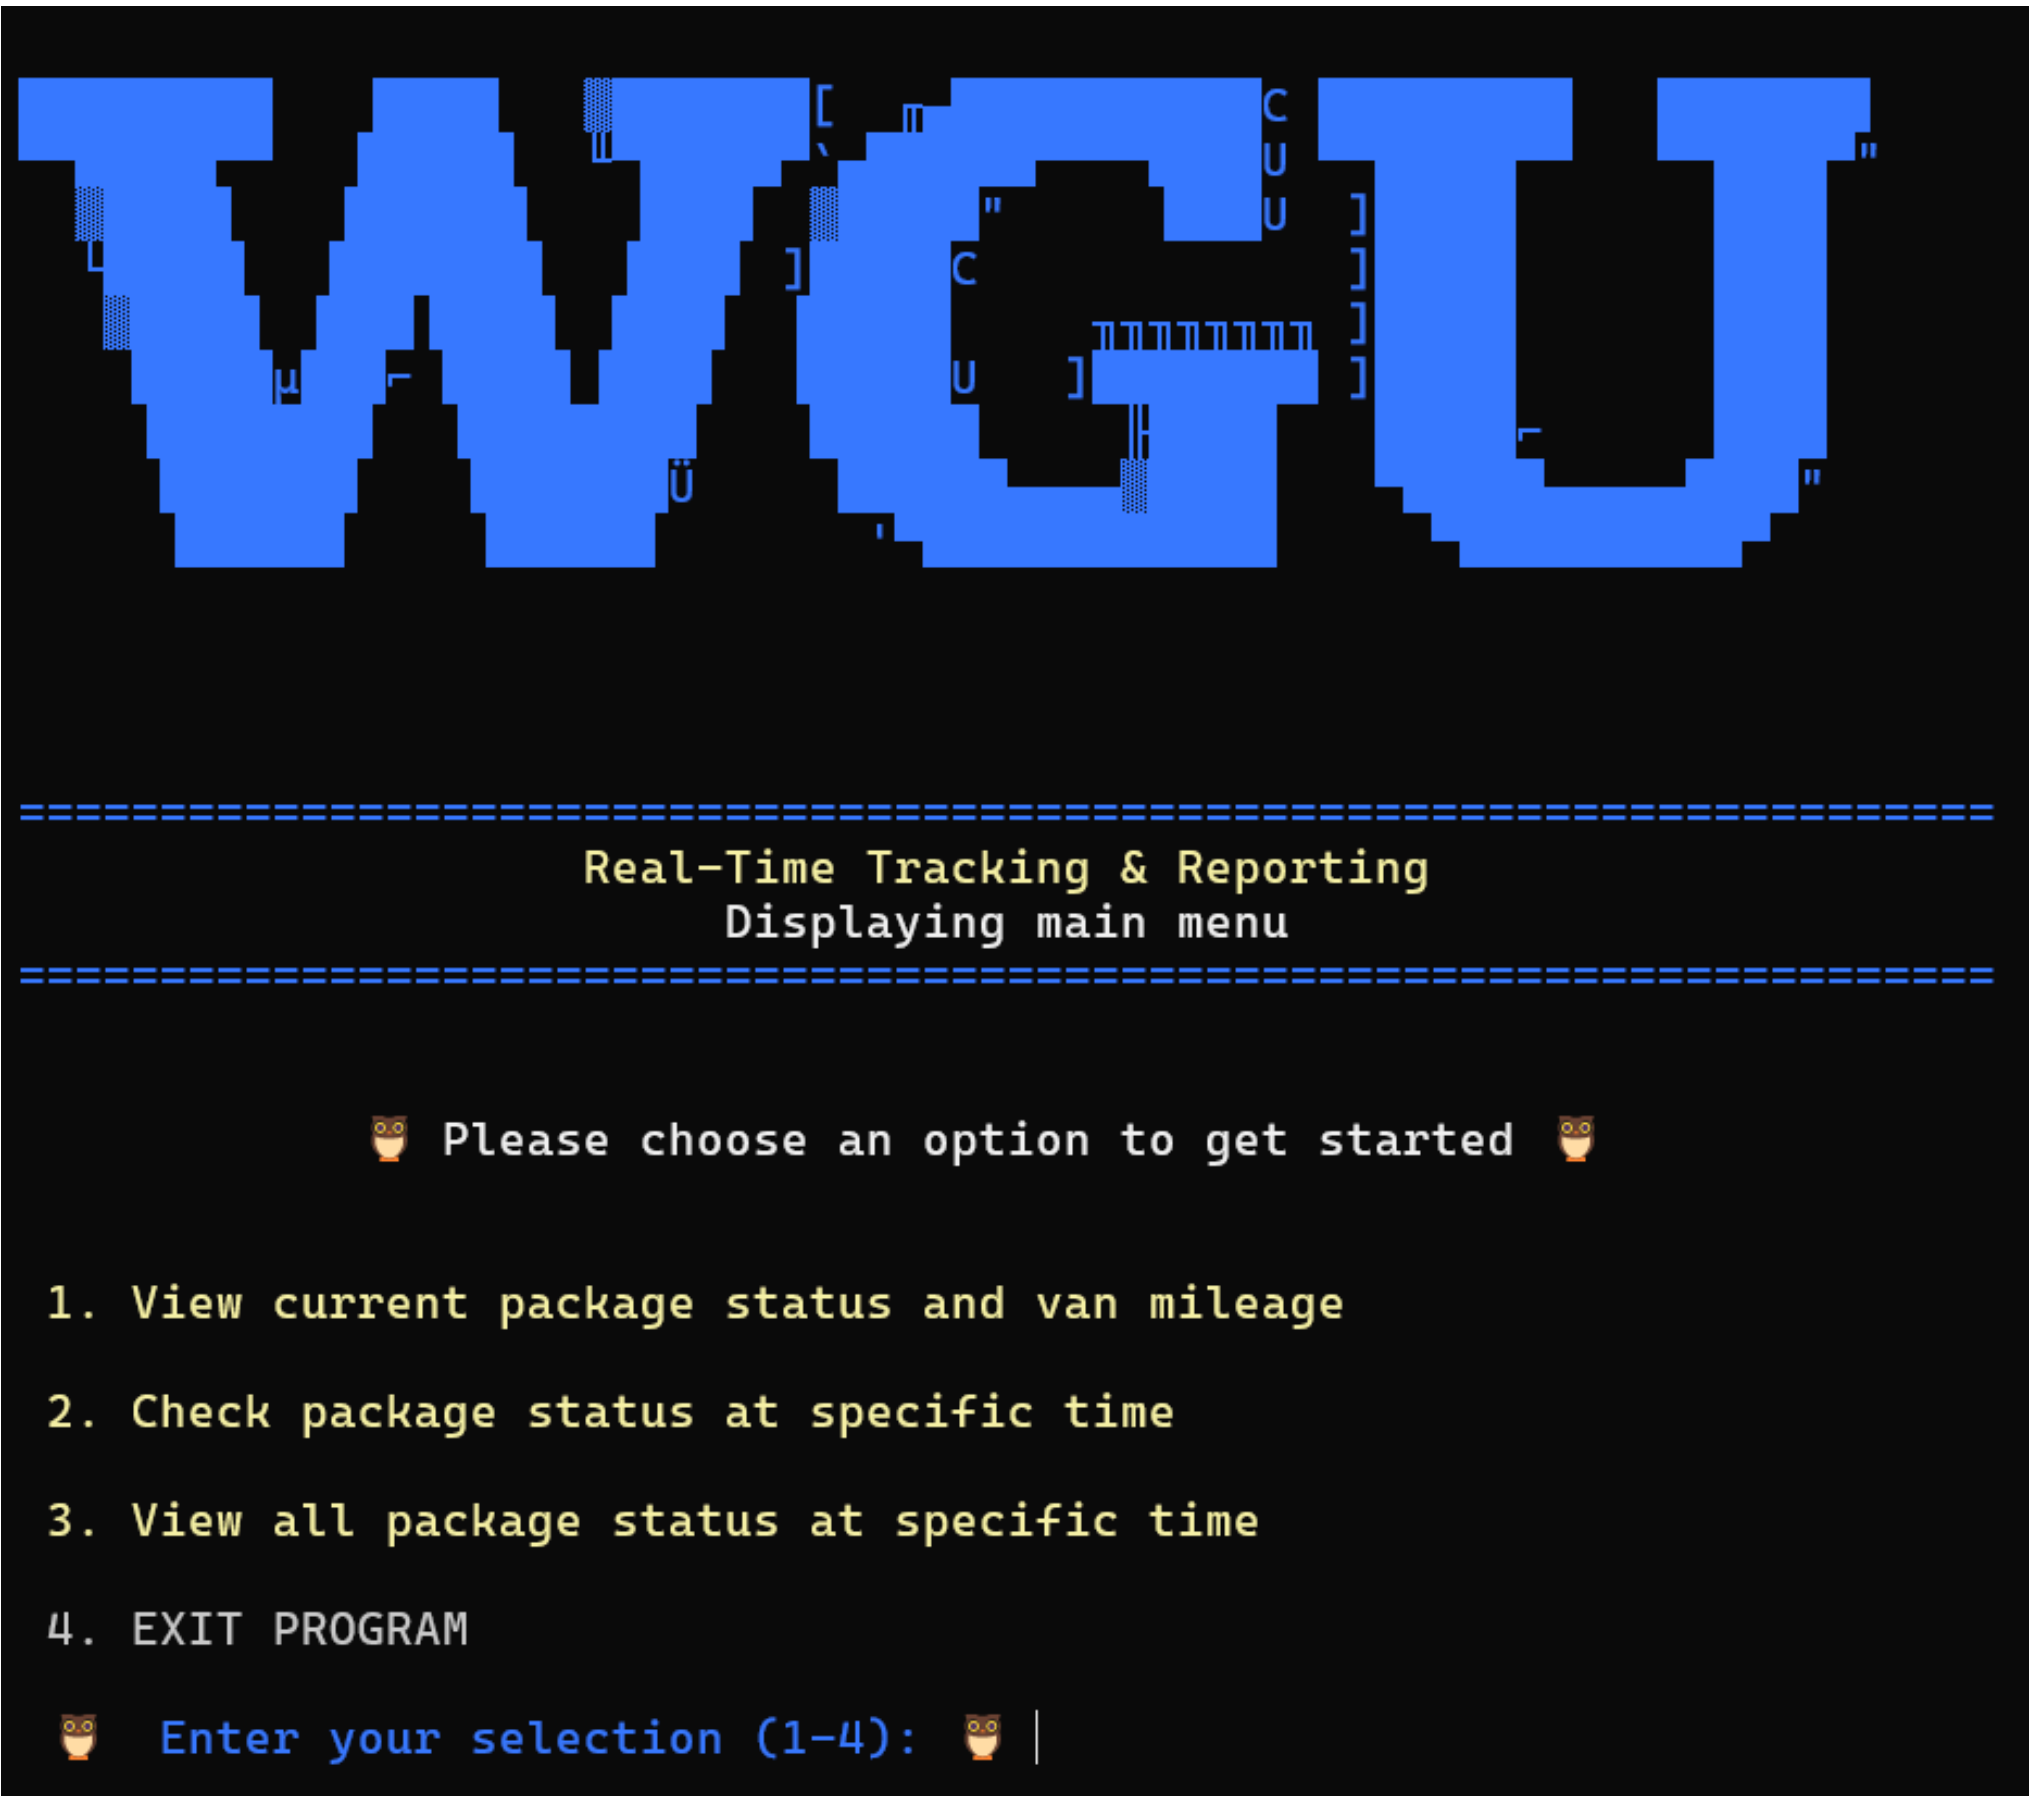 WGU
======================================================================
Real-Time Tracking & Reporting
Displaying main menu
======================================================================
🦉 Please choose an option to get started 🦉
1. View current package status and van mileage
2. Check package status at specific time
3. View all package status at specific time
4. EXIT PROGRAM
🦉 Enter your selection (1-4): 🦉